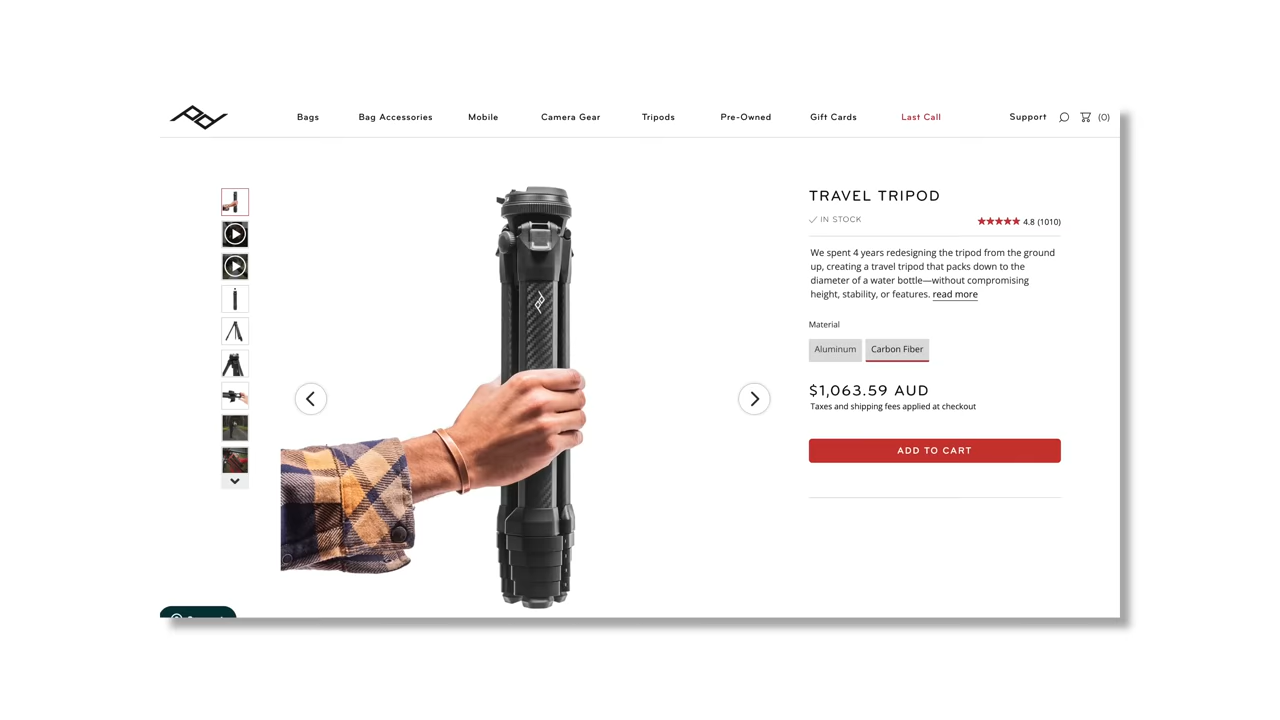 Bags Bag Accessories Mobile Camera Gear Tripods Pre-Owned Gift Cards Last Call Support (0)
TRAVEL TRIPOD
IN STOCK 4.8 (1010)
We spent 4 years redesigning the tripod from the ground
up, creating a travel tripod that packs down to the
diameter of a water bottle—without compromising
height, stability, or features. read more
Material
Aluminum Carbon Fiber
$1,063.59 AUD
Taxes and shipping fees applied at checkout
ADD TO CART